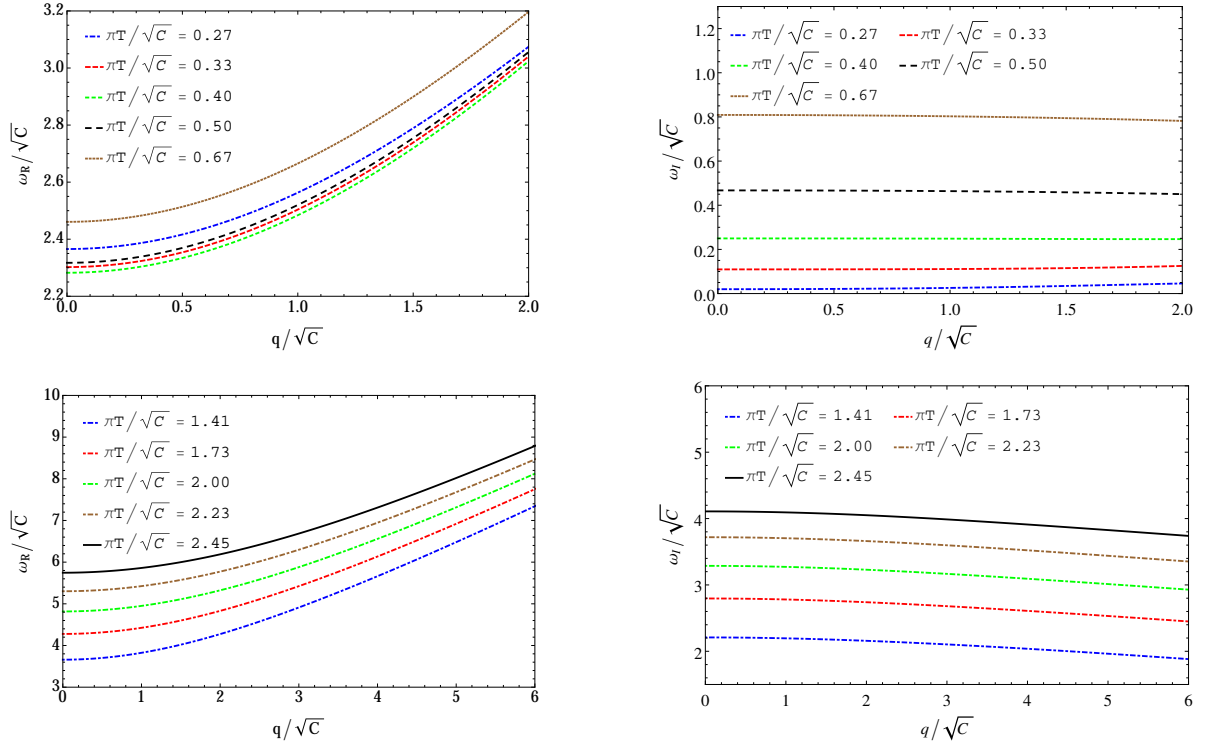 3.2
3.0
2.8
2.6
2.4
2.2
ω_R/√C
πT/√C = 0.27
πT/√C = 0.33
πT/√C = 0.40
πT/√C = 0.50
πT/√C = 0.67
0.0 0.5 1.0 1.5 2.0
q/√C
1.2
1.0
0.8
0.6
0.4
0.2
0.0
ω_I/√C
πT/√C = 0.27 πT/√C = 0.33
πT/√C = 0.40 πT/√C = 0.50
πT/√C = 0.67
0.0 0.5 1.0 1.5 2.0
q/√C
10
9
8
7
6
5
4
3
ω_R/√C
πT/√C = 1.41
πT/√C = 1.73
πT/√C = 2.00
πT/√C = 2.23
πT/√C = 2.45
0 1 2 3 4 5 6
q/√C
6
5
4
3
2
ω_I/√C
πT/√C = 1.41 πT/√C = 1.73
πT/√C = 2.00 πT/√C = 2.23
πT/√C = 2.45
0 1 2 3 4 5 6
q/√C